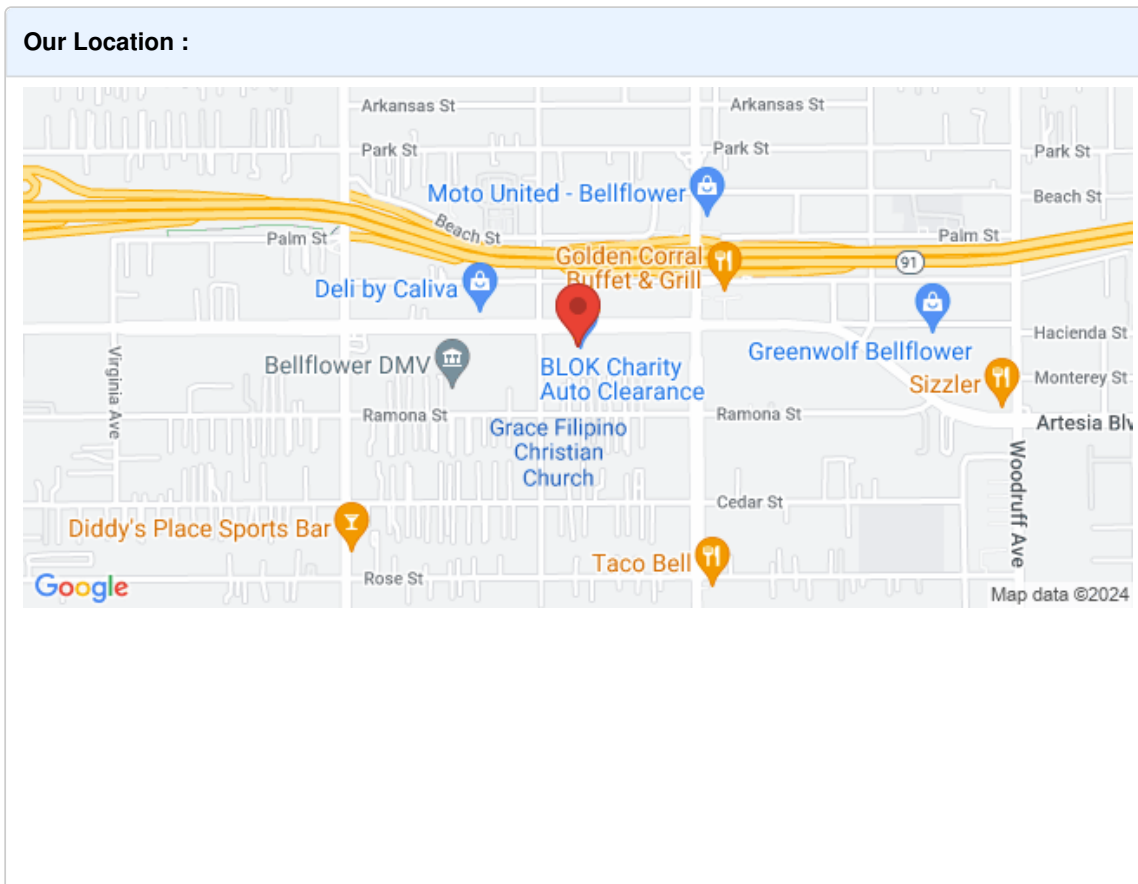 Our Location :
Arkansas St
Arkansas St
Park St
Park St
Park St
Moto United - Bellflower
Beach St
Beach St
Palm St
Palm St
Golden Corral
Buffet & Grill
91
Deli by Caliva
Hacienda St
Bellflower DMV
BLOK Charity
Auto Clearance
Greenwolf Bellflower
Virginia Ave
Sizzler
Monterey St
Ramona St
Ramona St
Artesia Blv
Grace Filipino
Christian
Church
Woodruff Ave
Cedar St
Diddy's Place Sports Bar
Taco Bell
Rose St
Google
Map data ©2024